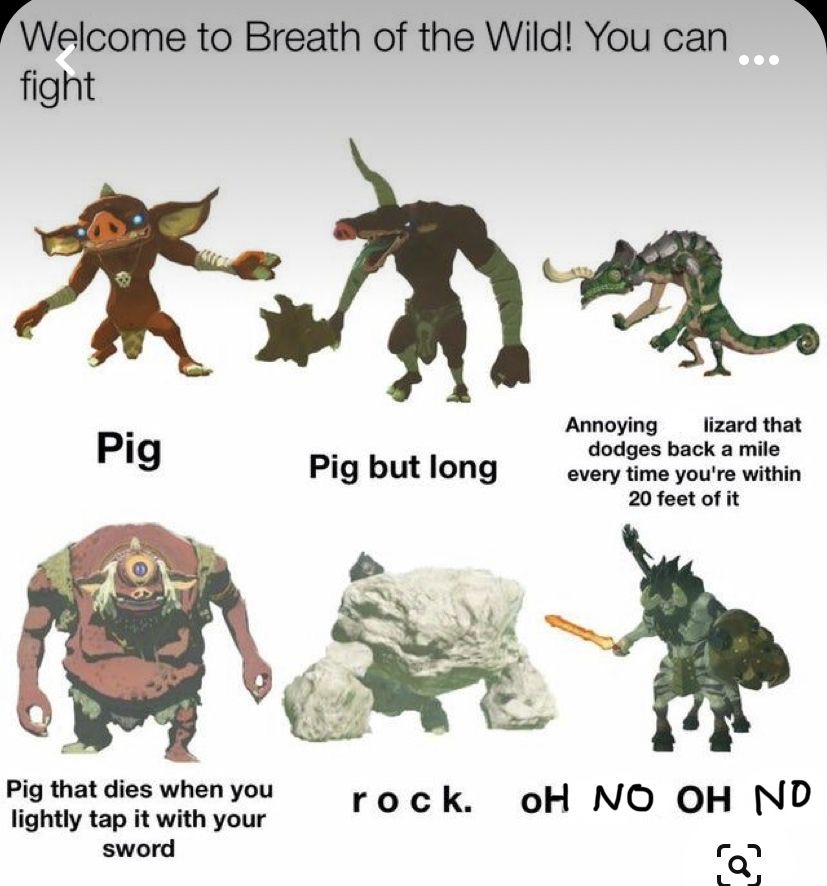 Welcome to Breath of the Wild! You can
fight
Pig
Pig but long
Annoying lizard that
dodges back a mile
every time you're within
20 feet of it
Pig that dies when you
lightly tap it with your
sword
r o c k.
oH NO OH NO